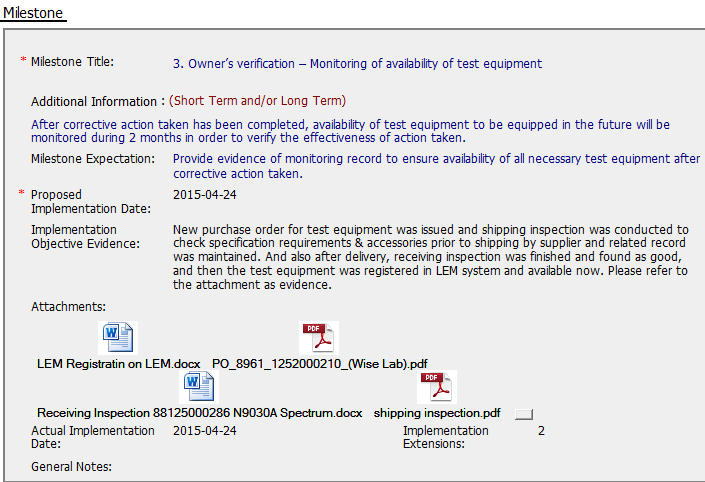 Milestone
* Milestone Title: 3. Owner's verification – Monitoring of availability of test equipment
Additional Information : (Short Term and/or Long Term)
After corrective action taken has been completed, availability of test equipment to be equipped in the future will be
monitored during 2 months in order to verify the effectiveness of action taken.
Milestone Expectation: Provide evidence of monitoring record to ensure availability of all necessary test equipment after
corrective action taken.
* Proposed 2015-04-24
Implementation Date:
Implementation New purchase order for test equipment was issued and shipping inspection was conducted to
Objective Evidence: check specification requirements & accessories prior to shipping by supplier and related record
was maintained. And also after delivery, receiving inspection was finished and found as good,
and then the test equipment was registered in LEM system and available now. Please refer to
the attachment as evidence.
Attachments:
W PDF
LEM Registratin on LEM.docx PO_8961_1252000210_(Wise Lab).pdf
W PDF
Receiving Inspection 88125000286 N9030A Spectrum.docx shipping inspection.pdf
Actual Implementation 2015-04-24 Implementation 2
Date: Extensions:
General Notes: